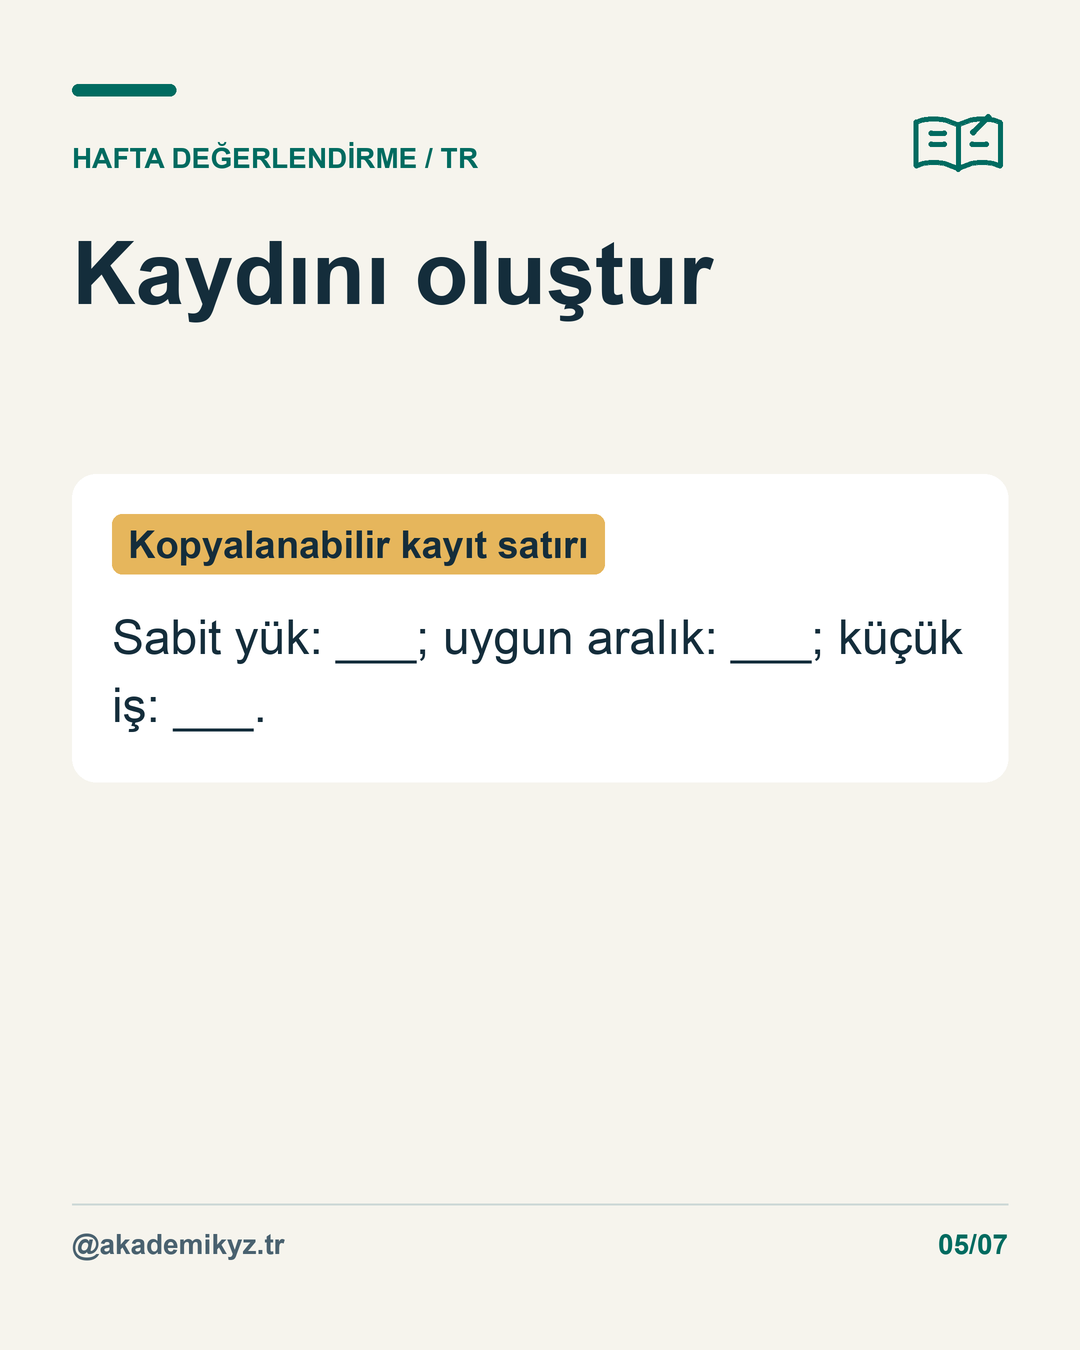 HAFTA DEĞERLENDİRME / TR
Kaydını oluştur
Kopyalanabilir kayıt satırı
Sabit yük: ___; uygun aralık: ___; küçük
iş: ___.
@akademikyz.tr
05/07